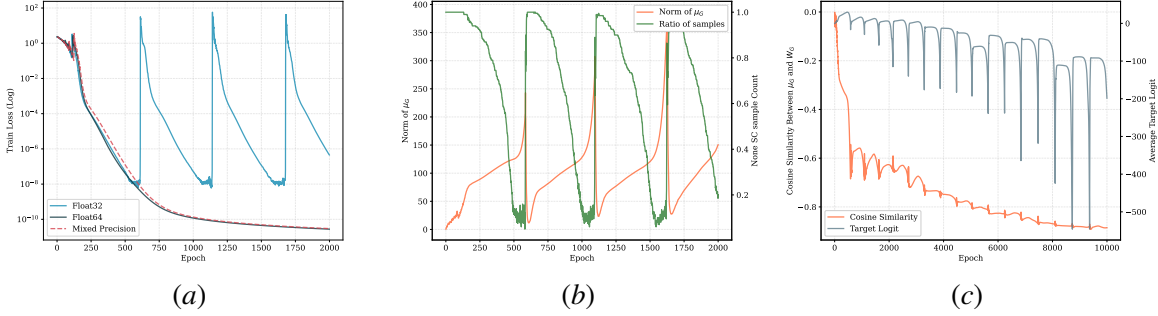 10^2
10^0
10^-2
10^-4
10^-6
10^-8
10^-10
Train Loss (Log)
Float32
Float64
Mixed Precision
0 250 500 750 1000 1250 1500 1750 2000
Epoch
(a)
400
350
300
250
200
150
100
50
0
Norm of μ_G
Norm of μ_G
Ratio of samples
1.0
0.8
0.6
0.4
0.2
None SC sample Count
0 250 500 750 1000 1250 1500 1750 2000
Epoch
(b)
0.0
−0.2
−0.4
−0.6
−0.8
Cosine Similarity Between μ_G and W_G
Cosine Similarity
Target Logit
0
−100
−200
−300
−400
−500
Average Target Logit
0 2000 4000 6000 8000 10000
Epoch
(c)